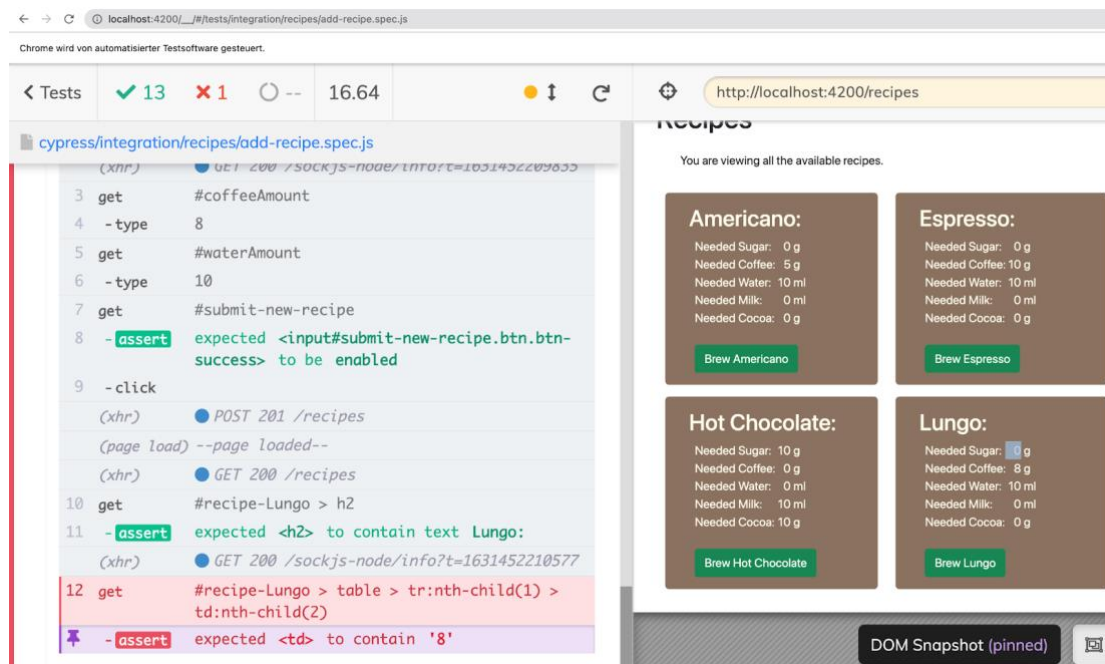 localhost:4200/__/#/tests/integration/recipes/add-recipe.spec.js
Chrome wird von automatisierter Testsoftware gesteuert.
Tests 13 1 -- 16.64
http://localhost:4200/recipes
cypress/integration/recipes/add-recipe.spec.js
(xhr) GET 200 /sockjs-node/info?t=1631452209835
3 get #coffeeAmount
4 -type 8
5 get #waterAmount
6 -type 10
7 get #submit-new-recipe
8 -assert expected <input#submit-new-recipe.btn.btn-
success> to be enabled
9 -click
(xhr) POST 201 /recipes
(page load) --page loaded--
(xhr) GET 200 /recipes
10 get #recipe-Lungo > h2
11 -assert expected <h2> to contain text Lungo:
(xhr) GET 200 /sockjs-node/info?t=1631452210577
12 get #recipe-Lungo > table > tr:nth-child(1) >
td:nth-child(2)
-assert expected <td> to contain '8'
Recipes
You are viewing all the available recipes.
Americano:
Needed Sugar: 0 g
Needed Coffee: 5 g
Needed Water: 10 ml
Needed Milk: 0 ml
Needed Cocoa: 0 g
Brew Americano
Espresso:
Needed Sugar: 0 g
Needed Coffee: 10 g
Needed Water: 10 ml
Needed Milk: 0 ml
Needed Cocoa: 0 g
Brew Espresso
Hot Chocolate:
Needed Sugar: 10 g
Needed Coffee: 0 g
Needed Water: 0 ml
Needed Milk: 10 ml
Needed Cocoa: 10 g
Brew Hot Chocolate
Lungo:
Needed Sugar: 0 g
Needed Coffee: 8 g
Needed Water: 10 ml
Needed Milk: 0 ml
Needed Cocoa: 0 g
Brew Lungo
DOM Snapshot (pinned)